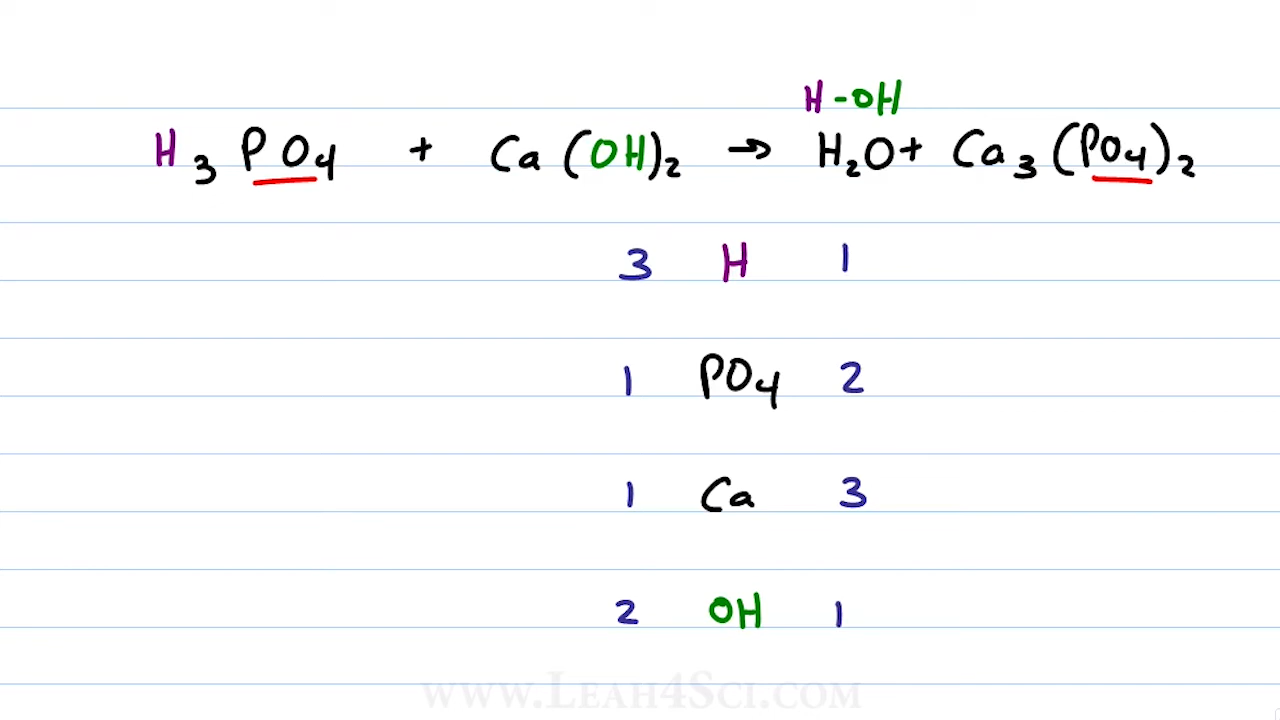 H-OH
H₃PO₄ + Ca(OH)₂ → H₂O + Ca₃(PO₄)₂
3 H 1
1 PO₄ 2
1 Ca 3
2 OH 1
www.Leah4Sci.com